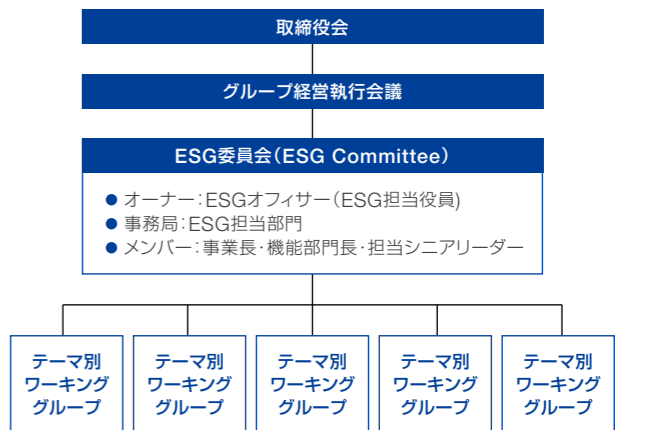 取締役会
グループ経営執行会議
ESG委員会（ESG Committee）
● オーナー：ESGオフィサー（ESG担当役員)
● 事務局：ESG担当部門
● メンバー：事業長・機能部門長・担当シニアリーダー
テーマ別
ワーキング
グループ
テーマ別
ワーキング
グループ
テーマ別
ワーキング
グループ
テーマ別
ワーキング
グループ
テーマ別
ワーキング
グループ